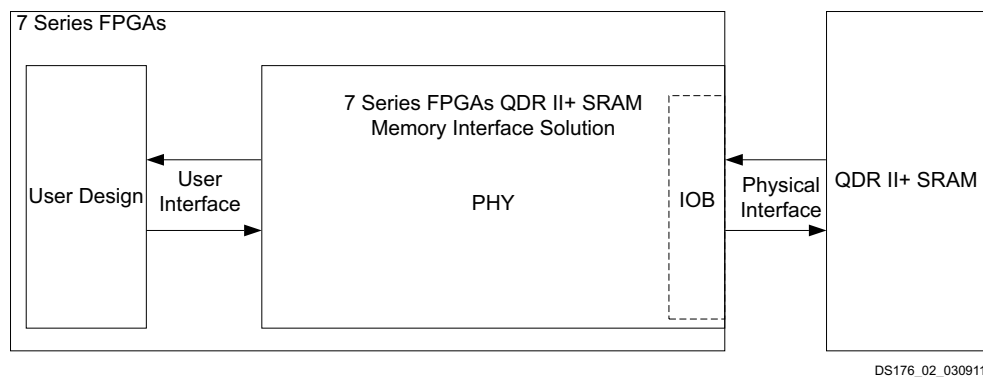 7 Series FPGAs
7 Series FPGAs QDR II+ SRAM
Memory Interface Solution
User Design
User
Interface
PHY
IOB
Physical
Interface
QDR II+ SRAM
DS176_02_030911